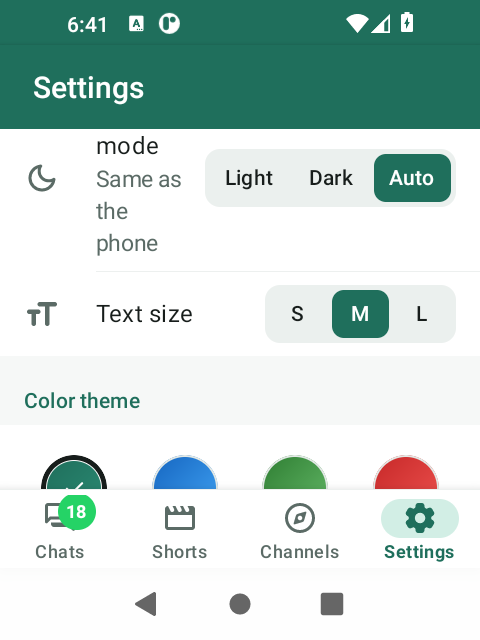 6:41
Settings
mode
Same as
the
phone
Light
Dark
Auto
Text size
S
M
L
Color theme
18
Chats
Shorts
Channels
Settings